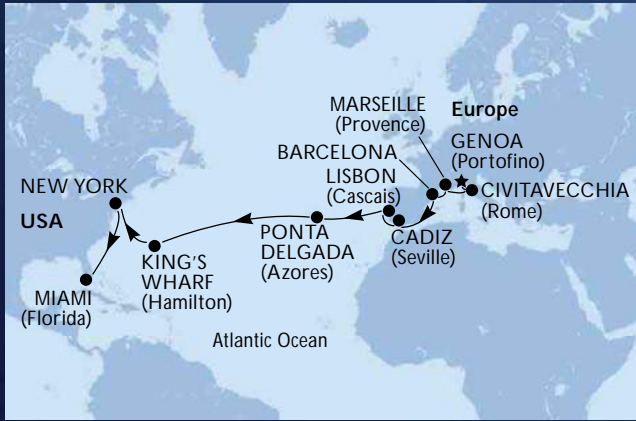 MARSEILLE
(Provence)
Europe
GENOA
(Portofino)
BARCELONA
LISBON
(Cascais)
CIVITAVECCHIA
(Rome)
NEW YORK
USA
PONTA
DELGADA
(Azores)
CADIZ
(Seville)
KING'S
WHARF
(Hamilton)
MIAMI
(Florida)
Atlantic Ocean